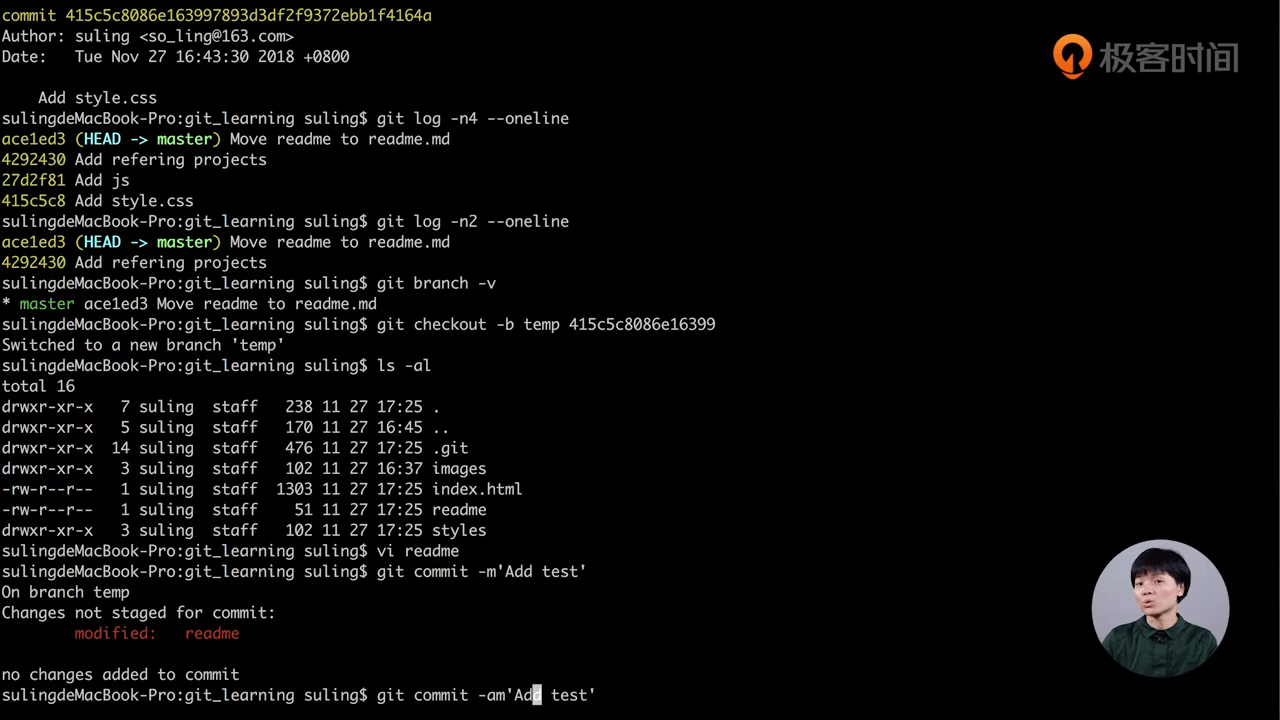 commit 415c5c8086e163997893d3df2f9372ebb1f4164a
Author: suling <so_ling@163.com>
Date:   Tue Nov 27 16:43:30 2018 +0800
极客时间
    Add style.css
sulingdeMacBook-Pro:git_learning suling$ git log -n4 --oneline
ace1ed3 (HEAD -> master) Move readme to readme.md
4292430 Add refering projects
27d2f81 Add js
415c5c8 Add style.css
sulingdeMacBook-Pro:git_learning suling$ git log -n2 --oneline
ace1ed3 (HEAD -> master) Move readme to readme.md
4292430 Add refering projects
sulingdeMacBook-Pro:git_learning suling$ git branch -v
* master ace1ed3 Move readme to readme.md
sulingdeMacBook-Pro:git_learning suling$ git checkout -b temp 415c5c8086e16399
Switched to a new branch 'temp'
sulingdeMacBook-Pro:git_learning suling$ ls -al
total 16
drwxr-xr-x   7 suling  staff   238 11 27 17:25 .
drwxr-xr-x   5 suling  staff   170 11 27 16:45 ..
drwxr-xr-x  14 suling  staff   476 11 27 17:25 .git
drwxr-xr-x   3 suling  staff   102 11 27 16:37 images
-rw-r--r--   1 suling  staff  1303 11 27 17:25 index.html
-rw-r--r--   1 suling  staff    51 11 27 17:25 readme
drwxr-xr-x   3 suling  staff   102 11 27 17:25 styles
sulingdeMacBook-Pro:git_learning suling$ vi readme
sulingdeMacBook-Pro:git_learning suling$ git commit -m'Add test'
On branch temp
Changes not staged for commit:
        modified:   readme
no changes added to commit
sulingdeMacBook-Pro:git_learning suling$ git commit -am'Add test'